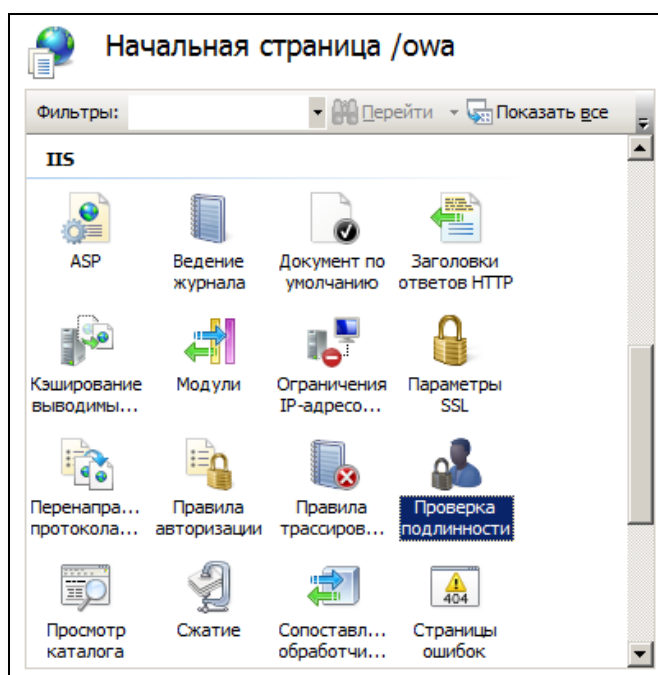 Начальная страница /owa
Фильтры: Перейти Показать все
IIS
ASP Ведение Документ по Заголовки
журнала умолчанию ответов HTTP
Кэширование Модули Ограничения Параметры
выводимы... IP-адресо... SSL
Перенапра... Правила Правила Проверка
протокола... авторизации трассиров... подлинности
404
Просмотр Сжатие Сопоставл... Страницы
каталога обработчи... ошибок